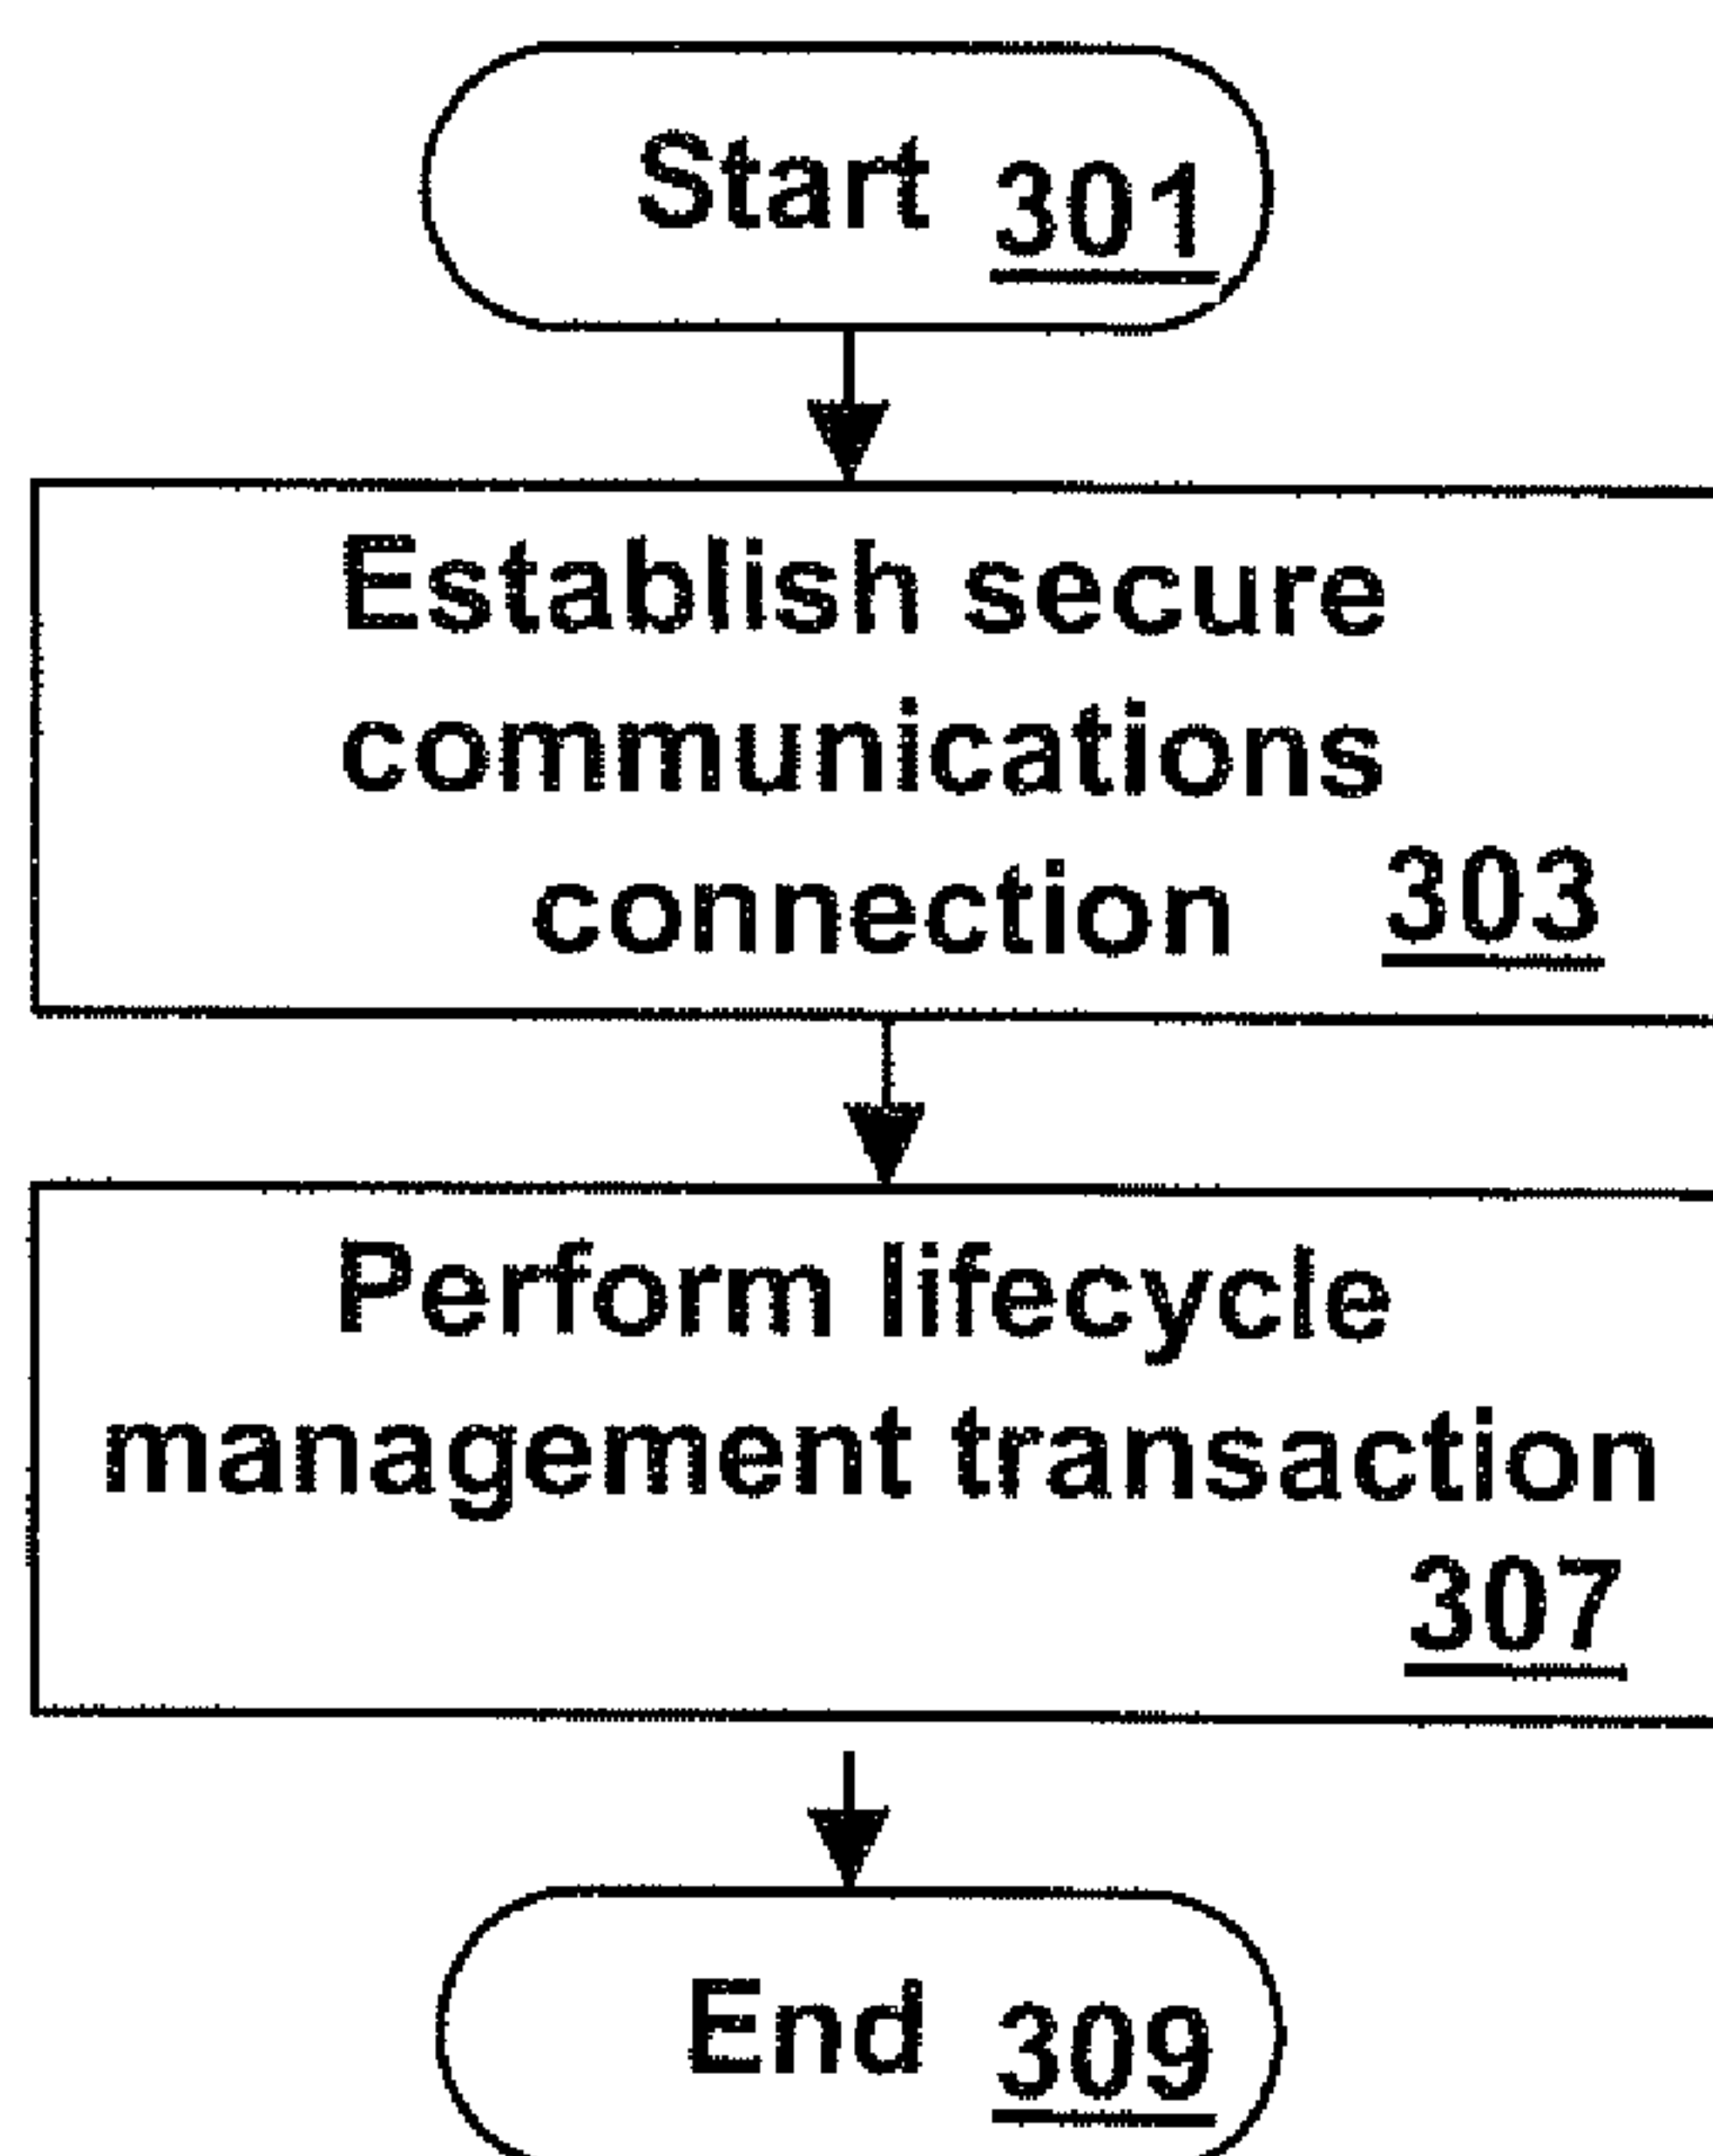 Start 301
Establish secure
communications
connection 303
Perform lifecycle
management transaction
307
End 309